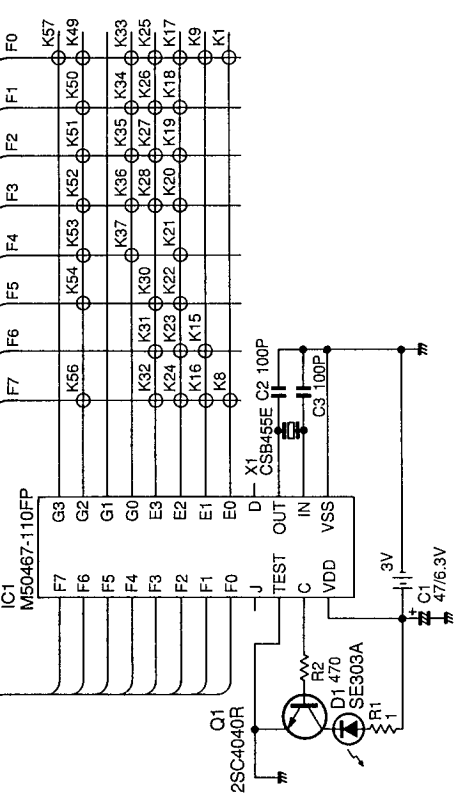 F7 F6 F5 F4 F3 F2 F1 F0
K57
K56 K54 K53 K52 K51 K50 K49
K37 K36 K35 K34 K33
K32 K31 K30 K28 K27 K26 K25
K24 K23 K22 K21 K20 K19 K18 K17
K16 K15 K9
K8 K1
IC1
M50467-110FP
F7 G3
F6 G2
F5 G1
F4 G0
F3 E3
F2 E2
F1 E1
F0 E0
J D
TEST OUT
C IN
VDD VSS
X1
CSB455E
C2 100P
C3 100P
Q1
2SC4040R
R2
470
D1
SE303A
R1
1
3V
+
C1
47/6.3V